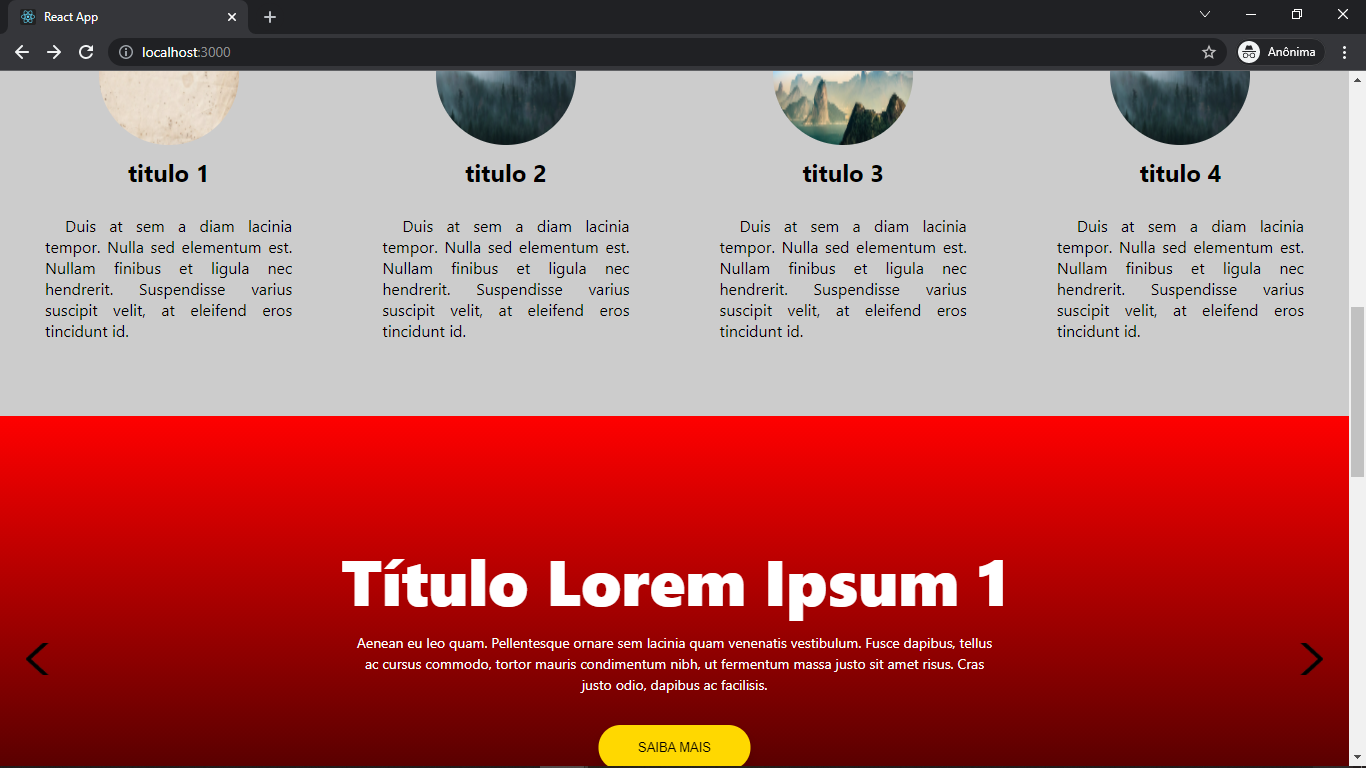 React App
localhost:3000
Anônima
titulo 1
titulo 2
titulo 3
titulo 4
Duis at sem a diam lacinia
tempor. Nulla sed elementum est.
Nullam finibus et ligula nec
hendrerit. Suspendisse varius
suscipit velit, at eleifend eros
tincidunt id.
Duis at sem a diam lacinia
tempor. Nulla sed elementum est.
Nullam finibus et ligula nec
hendrerit. Suspendisse varius
suscipit velit, at eleifend eros
tincidunt id.
Duis at sem a diam lacinia
tempor. Nulla sed elementum est.
Nullam finibus et ligula nec
hendrerit. Suspendisse varius
suscipit velit, at eleifend eros
tincidunt id.
Duis at sem a diam lacinia
tempor. Nulla sed elementum est.
Nullam finibus et ligula nec
hendrerit. Suspendisse varius
suscipit velit, at eleifend eros
tincidunt id.
Título Lorem Ipsum 1
Aenean eu leo quam. Pellentesque ornare sem lacinia quam venenatis vestibulum. Fusce dapibus, tellus
ac cursus commodo, tortor mauris condimentum nibh, ut fermentum massa justo sit amet risus. Cras
justo odio, dapibus ac facilisis.
SAIBA MAIS